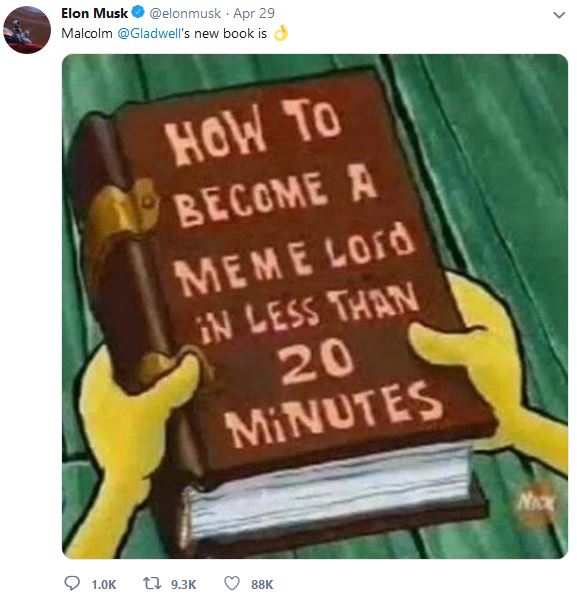 Elon Musk @elonmusk · Apr 29
Malcolm @Gladwell's new book is 👌
HOW TO
BECOME A
MEME LOrd
iN LESS THAN
20
MiNUTES
NICK
1.0K 9.3K 88K